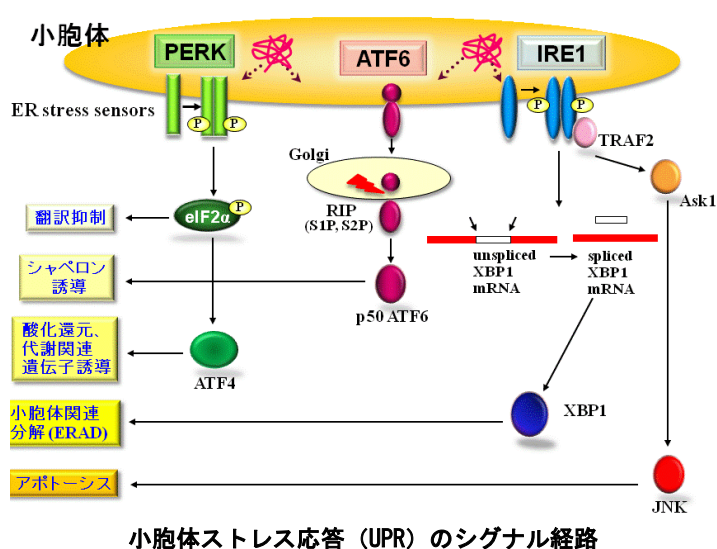 小胞体
PERK
ATF6
IRE1
ER stress sensors
P
P
P
P
TRAF2
Golgi
Ask1
RIP
(S1P, S2P)
P
eIF2α
翻訳抑制
unspliced
XBP1
mRNA
spliced
XBP1
mRNA
シャペロン
誘導
p50 ATF6
酸化還元、
代謝関連
遺伝子誘導
ATF4
小胞体関連
分解 (ERAD)
XBP1
アポトーシス
JNK
小胞体ストレス応答（UPR）のシグナル経路